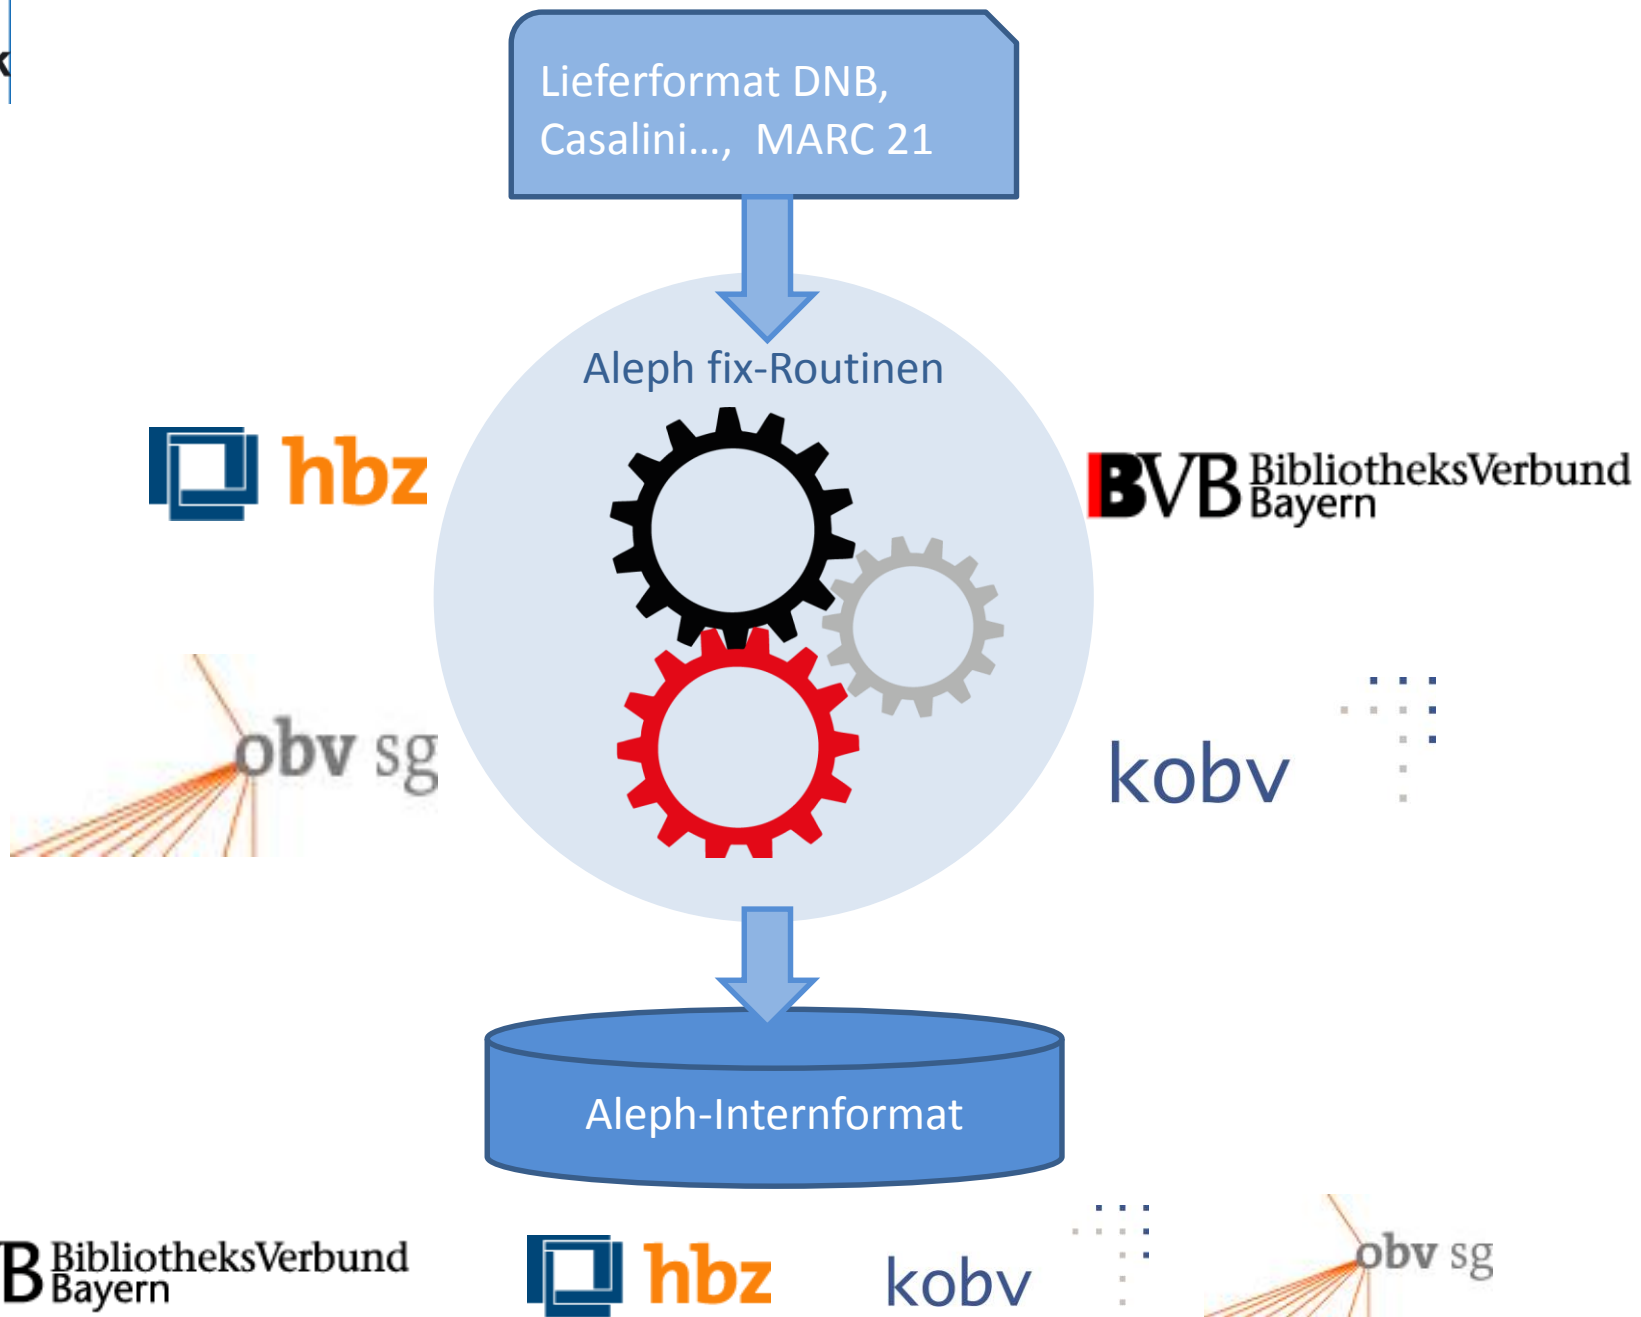 k
Lieferformat DNB,
Casalini…, MARC 21
Aleph fix-Routinen
hbz
BVB BibliotheksVerbund
Bayern
obv sg
kobv
Aleph-Internformat
B BibliotheksVerbund
Bayern
hbz
kobv
obv sg